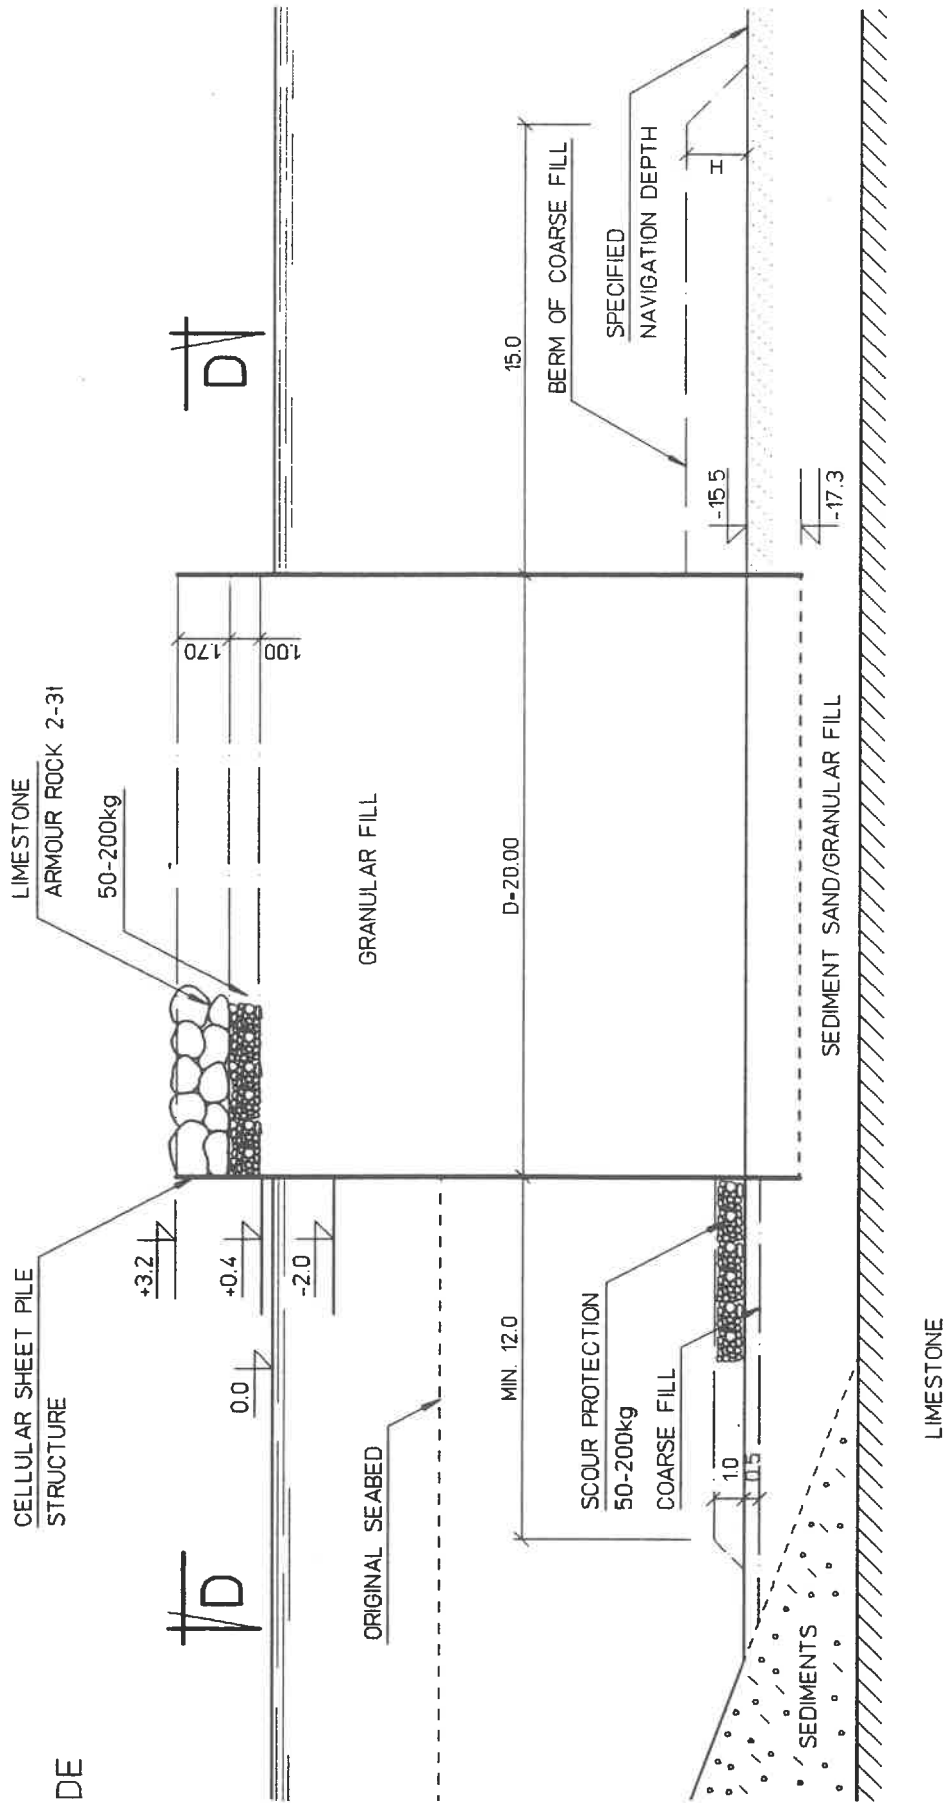 DE
CELLULAR SHEET PILE
STRUCTURE
LIMESTONE
ARMOUR ROCK 2-3t
50-200kg
D
D
+3.2
+0.4
0.0
-2.0
1.70
1.00
ORIGINAL SEABED
GRANULAR FILL
MIN. 12.0
D=20.00
15.0
SCOUR PROTECTION
50-200kg
COARSE FILL
BERM OF COARSE FILL
SPECIFIED
NAVIGATION DEPTH
H
1.0
0.5
-15.5
-17.3
SEDIMENTS
SEDIMENT SAND/GRANULAR FILL
LIMESTONE